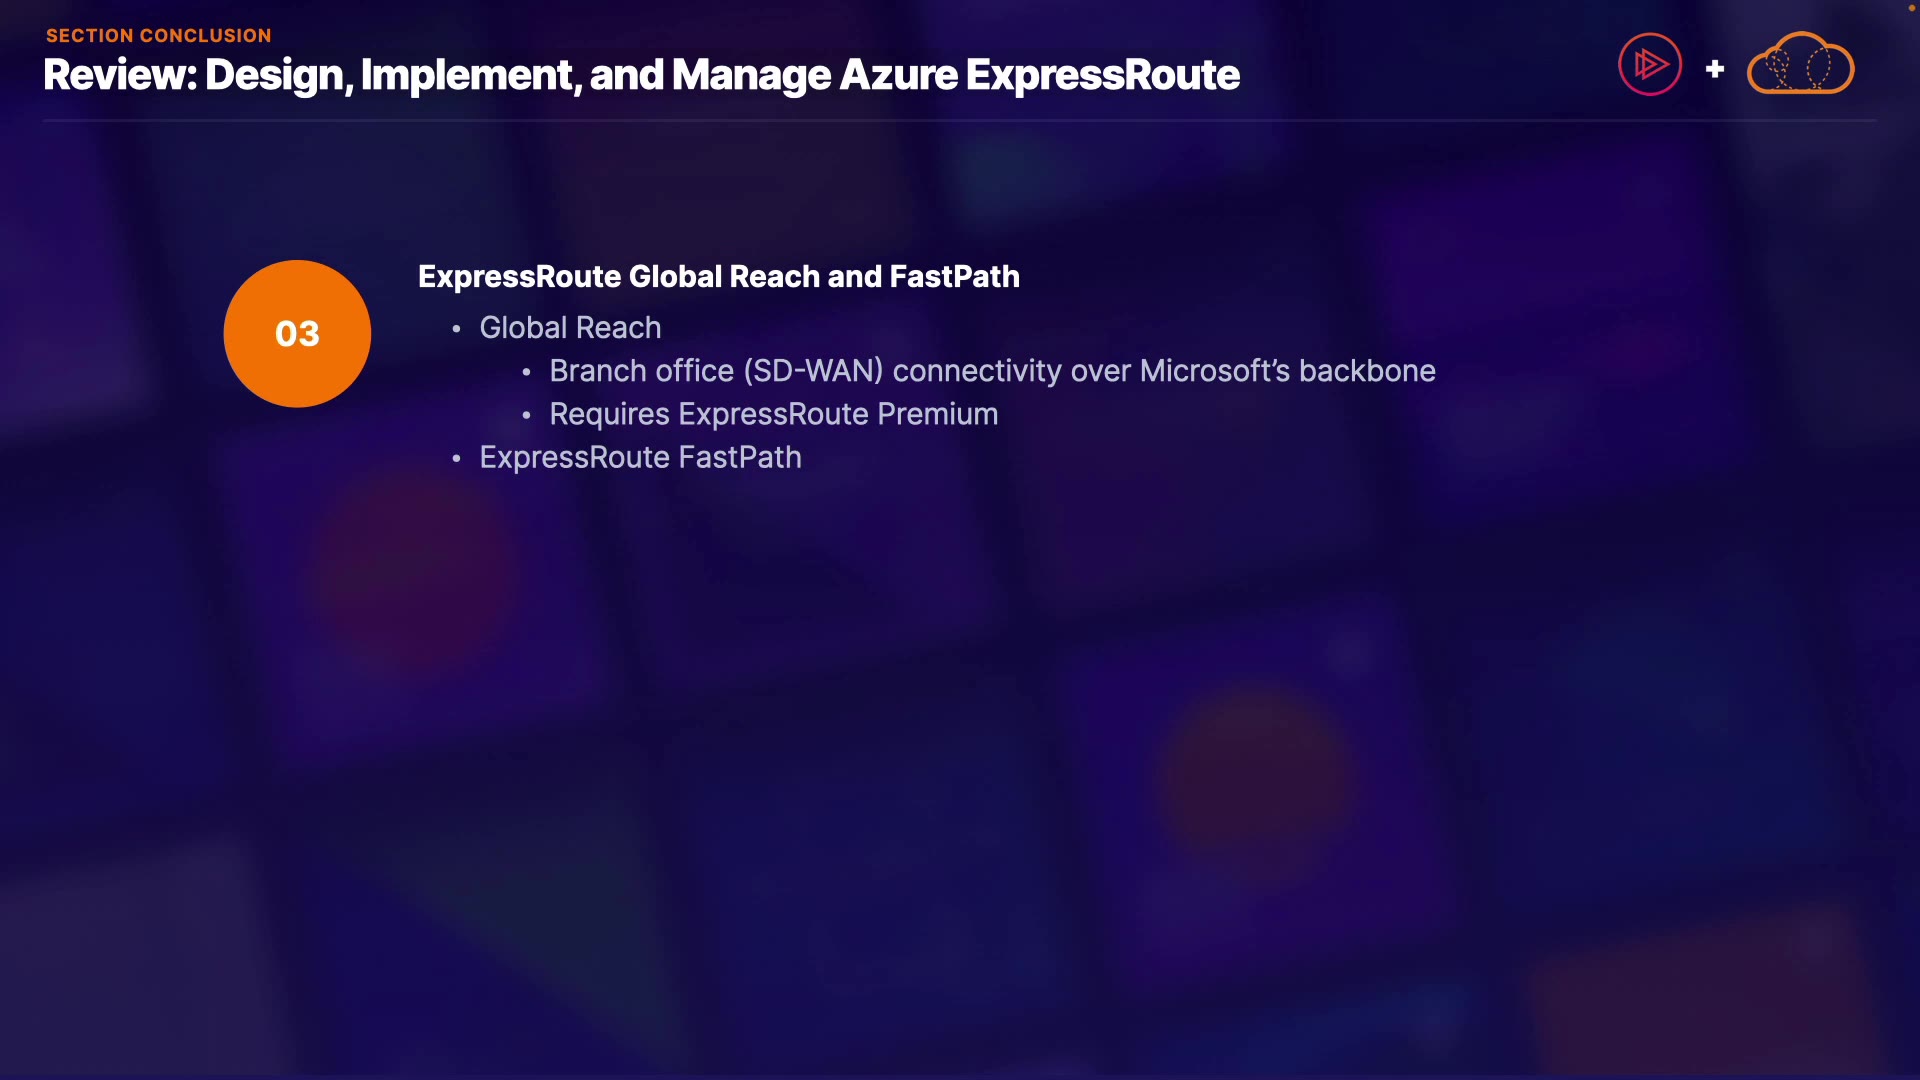 SECTION CONCLUSION
Review: Design, Implement, and Manage Azure ExpressRoute
+
03
ExpressRoute Global Reach and FastPath
• Global Reach
• Branch office (SD-WAN) connectivity over Microsoft’s backbone
• Requires ExpressRoute Premium
• ExpressRoute FastPath